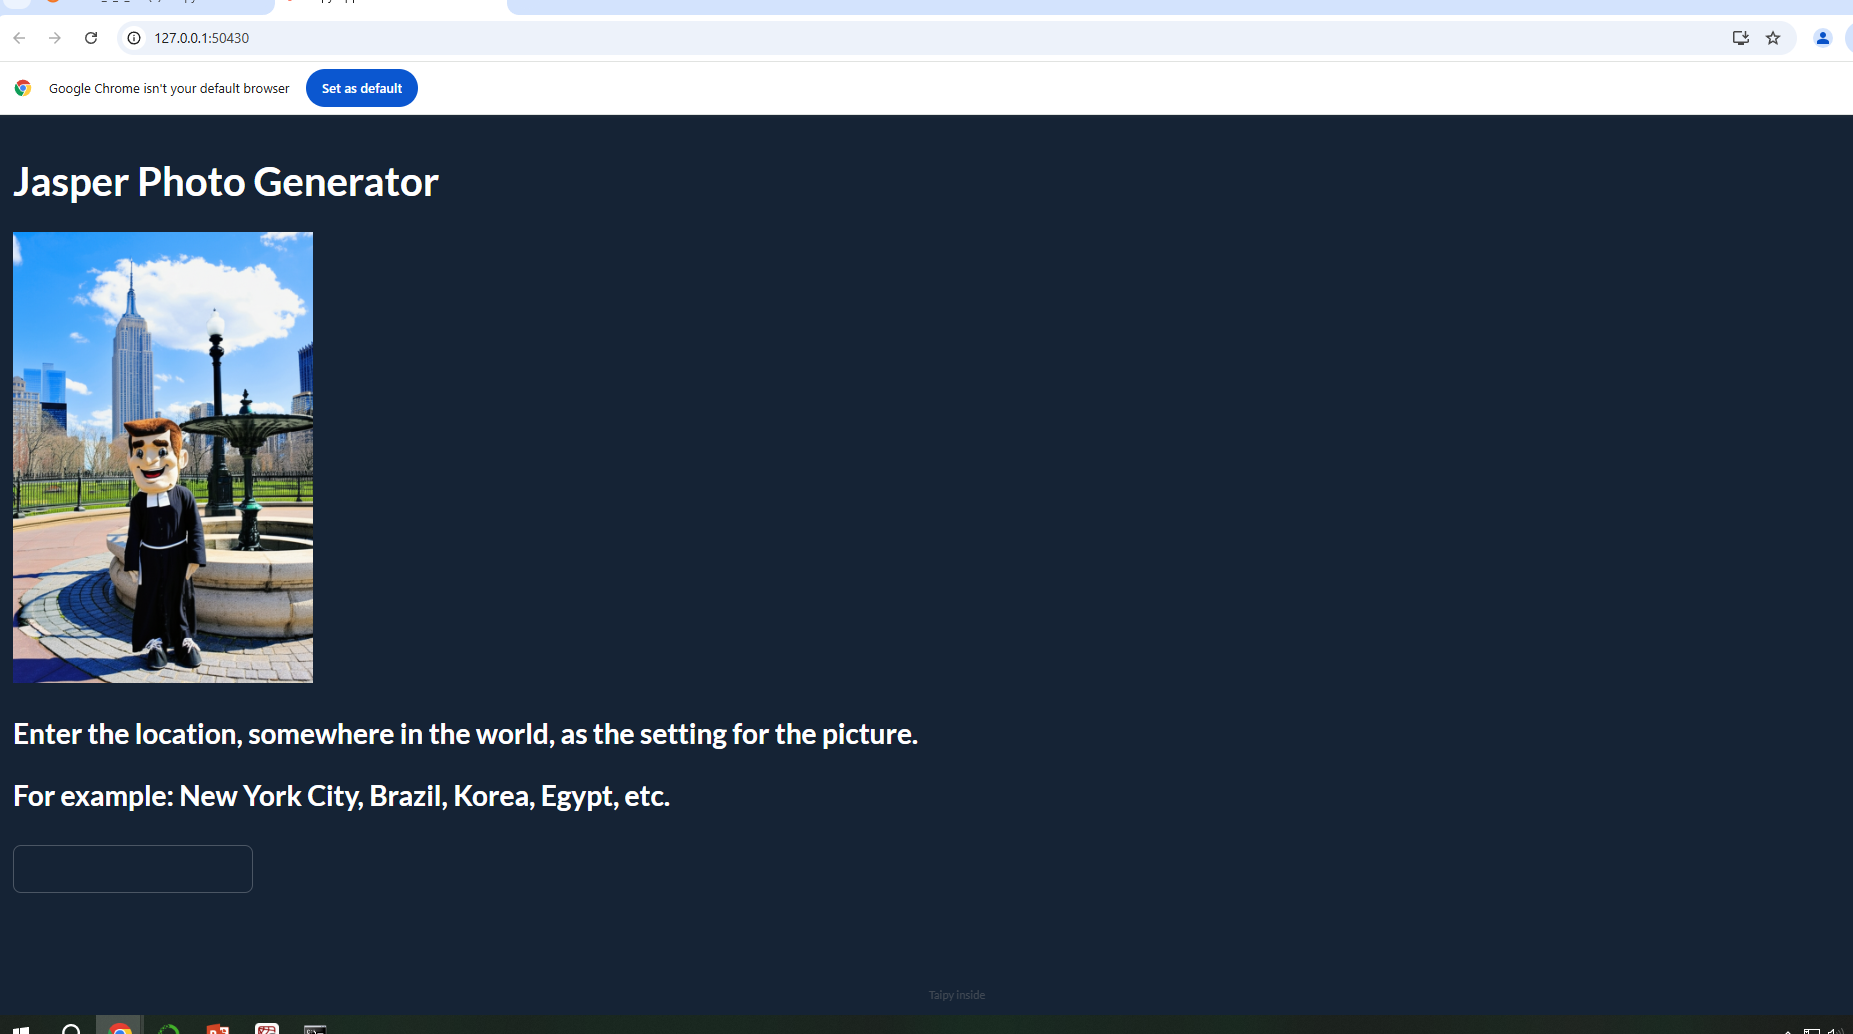 127.0.0.1:50430
Google Chrome isn't your default browser
Set as default
Jasper Photo Generator
Enter the location, somewhere in the world, as the setting for the picture.
For example: New York City, Brazil, Korea, Egypt, etc.
Taipy inside